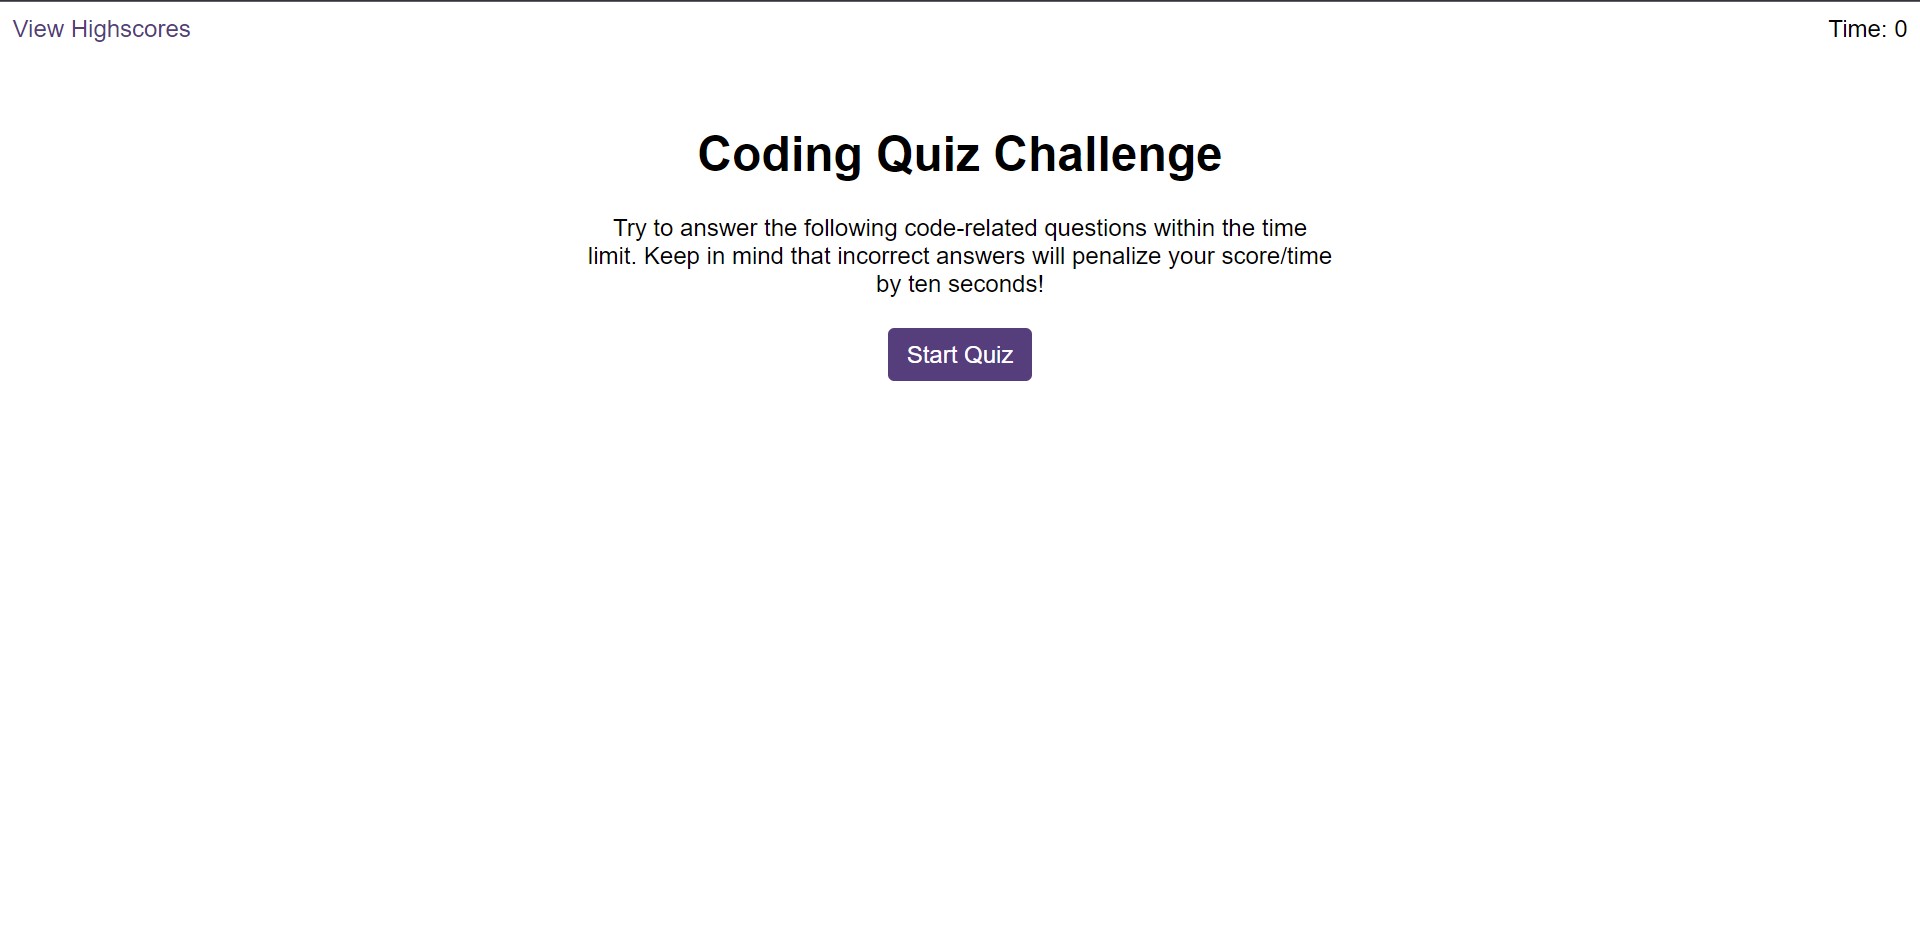 View Highscores
Time: 0
Coding Quiz Challenge
Try to answer the following code-related questions within the time
limit. Keep in mind that incorrect answers will penalize your score/time
by ten seconds!
Start Quiz